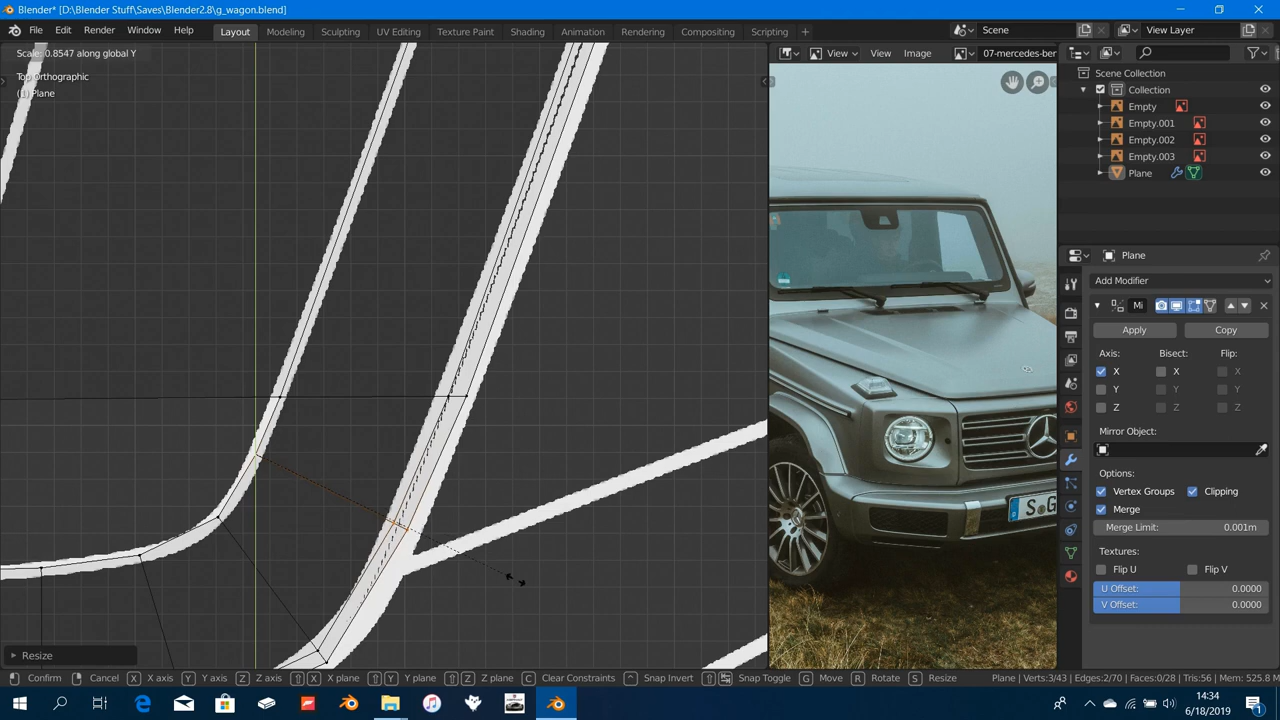 Blender* [D:\Blender Stuff\Saves\Blender2.8\g_wagon.blend]
File Edit Render Window Help Layout Modeling Sculpting UV Editing Texture Paint Shading Animation Rendering Compositing Scripting + Scene View Layer
Scale: 0.8547 along global Y
Top Orthographic
(1) Plane
View View Image 07-mercedes-ber
Scene Collection
Collection
Empty
Empty.001
Empty.002
Empty.003
Plane
Plane
Add Modifier
Mi
Apply Copy
Axis: Bisect: Flip:
X X X
Y Y Y
Z Z Z
Mirror Object:
Options:
Vertex Groups Clipping
Merge
Merge Limit: 0.001m
Textures:
Flip U Flip V
U Offset: 0.0000
V Offset: 0.0000
S G
Resize
Confirm Cancel X X axis Y Y axis Z Z axis X X plane Y Y plane Z Z plane C Clear Constraints Snap Invert Snap Toggle G Move R Rotate S Resize Plane | Verts:3/43 | Edges:2/70 | Faces:0/28 | Tris:56 | Mem: 525.8 M
14:34
6/18/2019